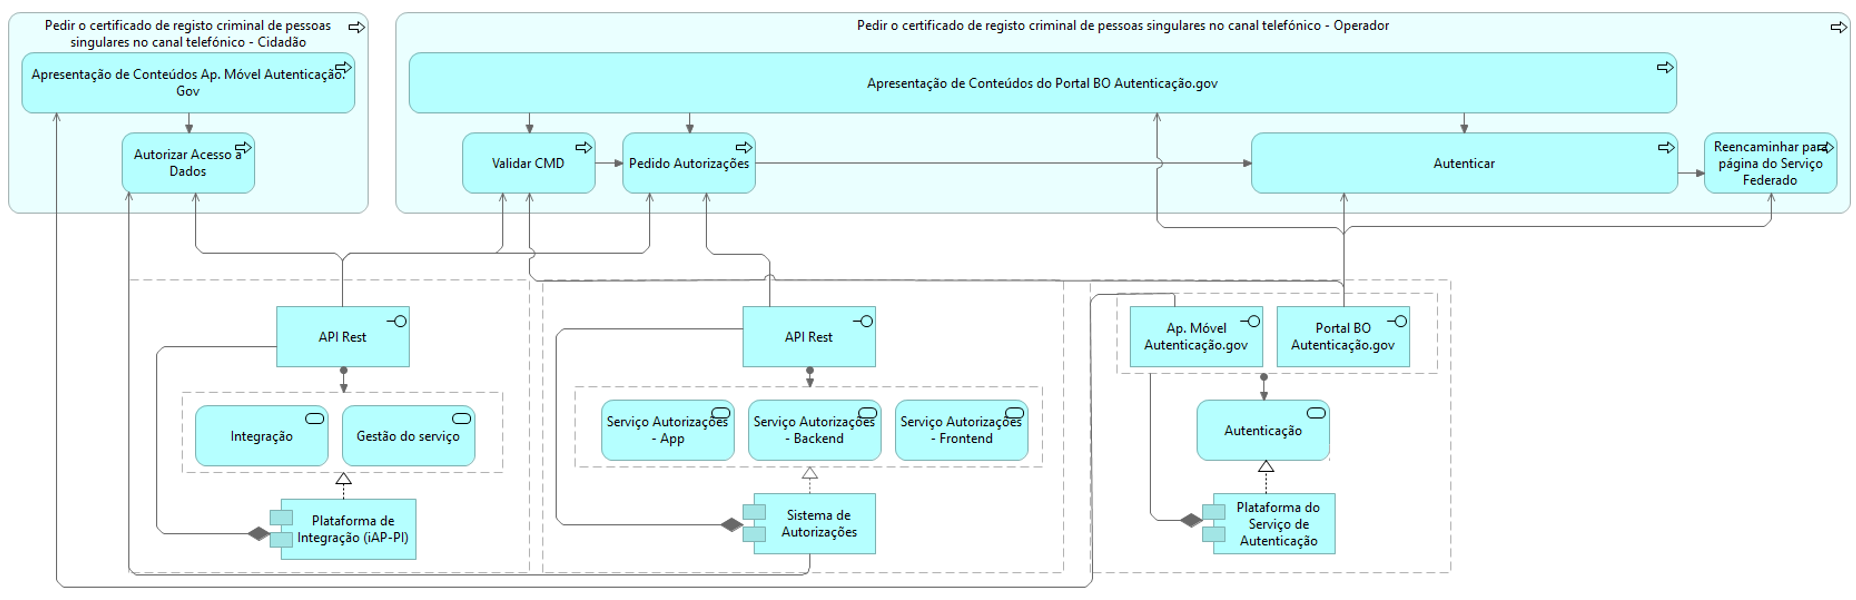 Pedir o certificado de registo criminal de pessoas
singulares no canal telefónico - Cidadão
Apresentação de Conteúdos Ap. Móvel Autenticação.
Gov
Autorizar Acesso a
Dados
Pedir o certificado de registo criminal de pessoas singulares no canal telefónico - Operador
Apresentação de Conteúdos do Portal BO Autenticação.gov
Validar CMD
Pedido Autorizações
Autenticar
Reencaminhar para
página do Serviço
Federado
API Rest
Integração
Gestão do serviço
Plataforma de
Integração (iAP-PI)
API Rest
Serviço Autorizações
- App
Serviço Autorizações
- Backend
Serviço Autorizações
- Frontend
Sistema de
Autorizações
Ap. Móvel
Autenticação.gov
Portal BO
Autenticação.gov
Autenticação
Plataforma do
Serviço de
Autenticação